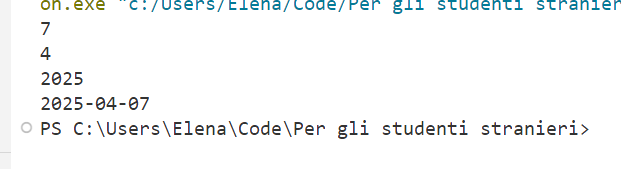 on.exe "c:/Users/Elena/Code/Per gli studenti stranier
7
4
2025
2025-04-07
PS C:\Users\Elena\Code\Per gli studenti stranieri>